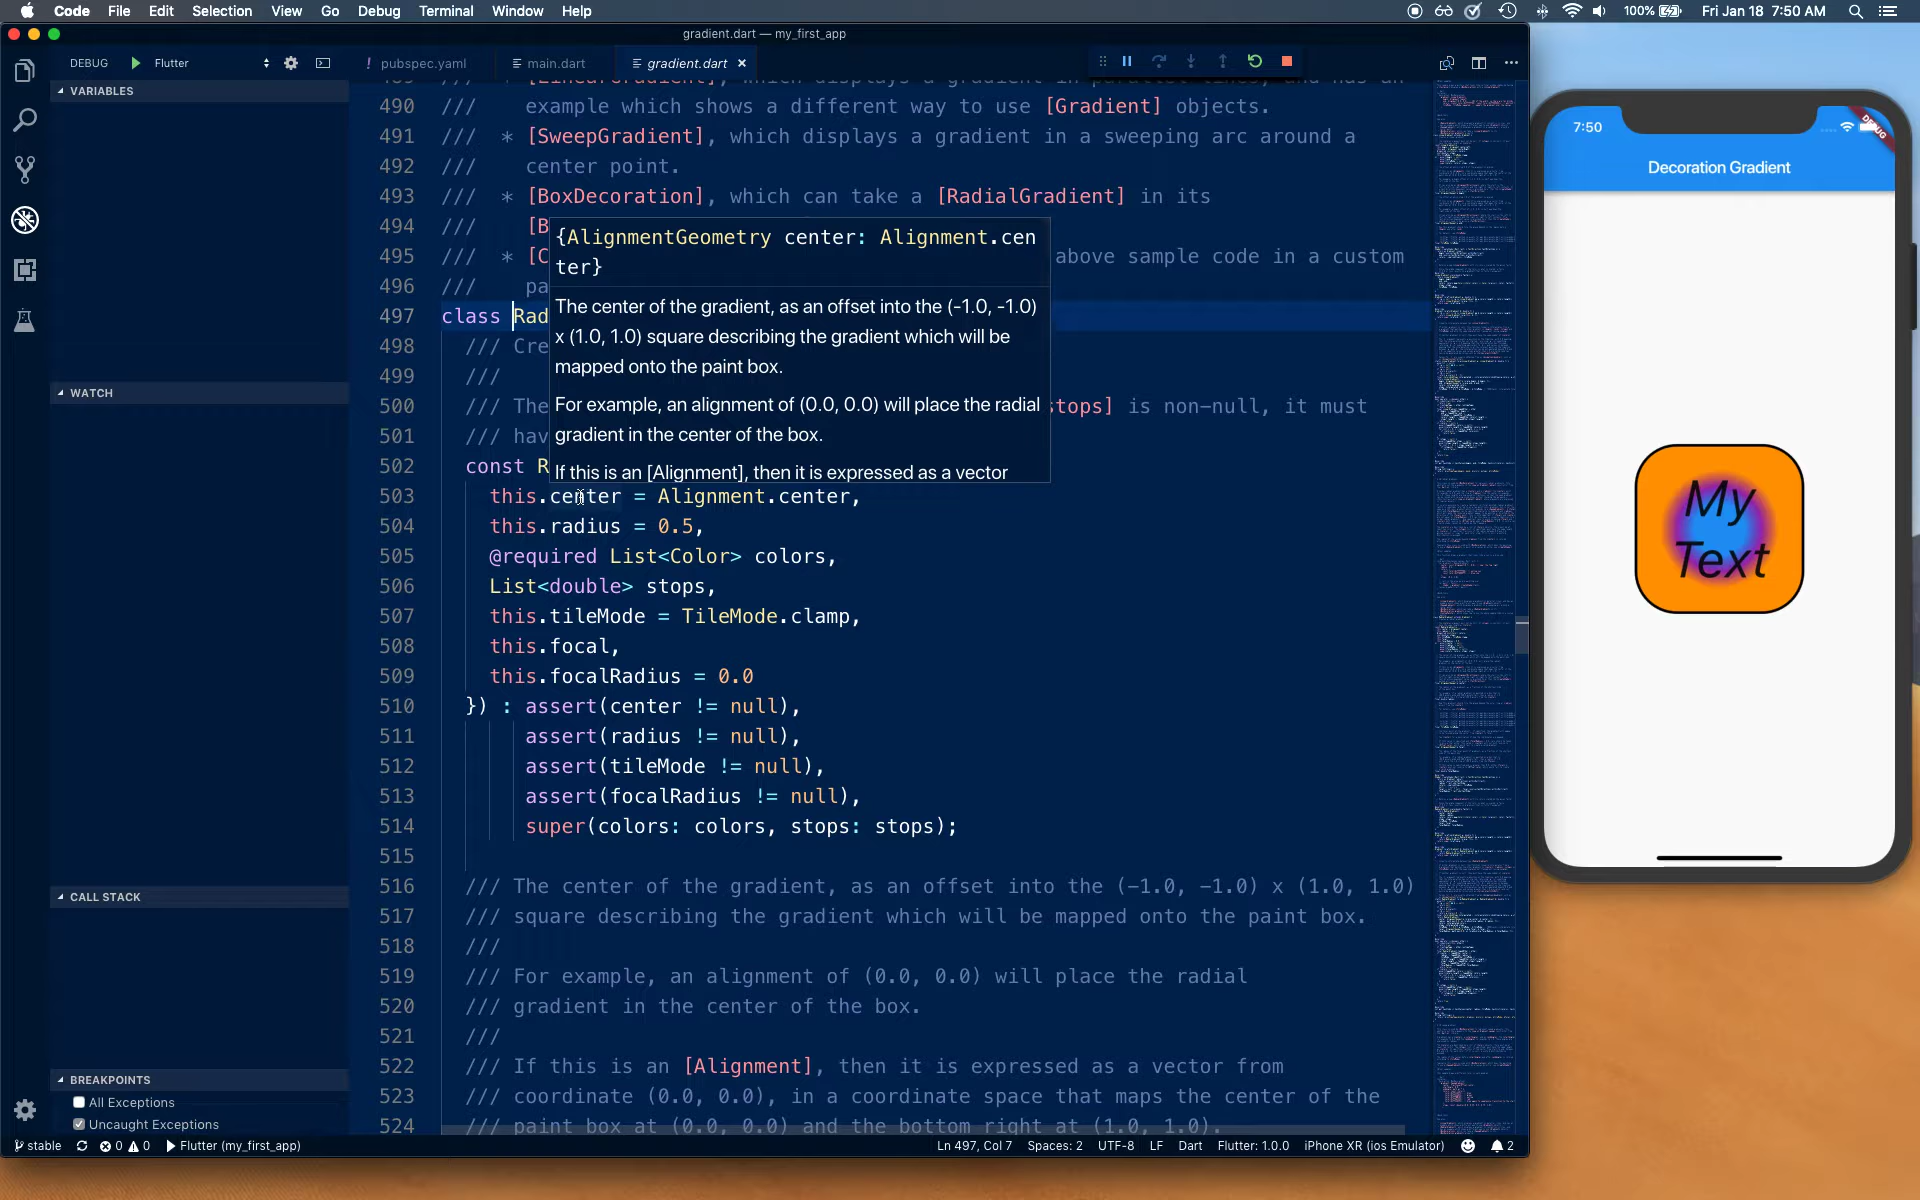 Code File Edit Selection View Go Debug Terminal Window Help 100% Fri Jan 18 7:50 AM
gradient.dart — my_first_app
DEBUG Flutter
! pubspec.yaml main.dart gradient.dart ×
VARIABLES
WATCH
CALL STACK
BREAKPOINTS
All Exceptions
Uncaught Exceptions
490 /// example which shows a different way to use [Gradient] objects.
491 /// * [SweepGradient], which displays a gradient in a sweeping arc around a
492 /// center point.
493 /// * [BoxDecoration], which can take a [RadialGradient] in its
494 /// [B
495 /// * [C above sample code in a custom
496 /// pa
497 class Rad
498 /// Cre
499 ///
500 /// The stops] is non-null, it must
501 /// hav
502 const R
503 this.center = Alignment.center,
504 this.radius = 0.5,
505 @required List<Color> colors,
506 List<double> stops,
507 this.tileMode = TileMode.clamp,
508 this.focal,
509 this.focalRadius = 0.0
510 }) : assert(center != null),
511 assert(radius != null),
512 assert(tileMode != null),
513 assert(focalRadius != null),
514 super(colors: colors, stops: stops);
515
516 /// The center of the gradient, as an offset into the (-1.0, -1.0) x (1.0, 1.0)
517 /// square describing the gradient which will be mapped onto the paint box.
518 ///
519 /// For example, an alignment of (0.0, 0.0) will place the radial
520 /// gradient in the center of the box.
521 ///
522 /// If this is an [Alignment], then it is expressed as a vector from
523 /// coordinate (0.0, 0.0), in a coordinate space that maps the center of the
524 /// paint box at (0.0, 0.0) and the bottom right at (1.0, 1.0).
{AlignmentGeometry center: Alignment.cen
ter}
The center of the gradient, as an offset into the (-1.0, -1.0)
x (1.0, 1.0) square describing the gradient which will be
mapped onto the paint box.
For example, an alignment of (0.0, 0.0) will place the radial
gradient in the center of the box.
If this is an [Alignment], then it is expressed as a vector
stable 0 0 Flutter (my_first_app) Ln 497, Col 7 Spaces: 2 UTF-8 LF Dart Flutter: 1.0.0 iPhone XR (ios Emulator) 2
7:50
DEBUG
Decoration Gradient
My
Text